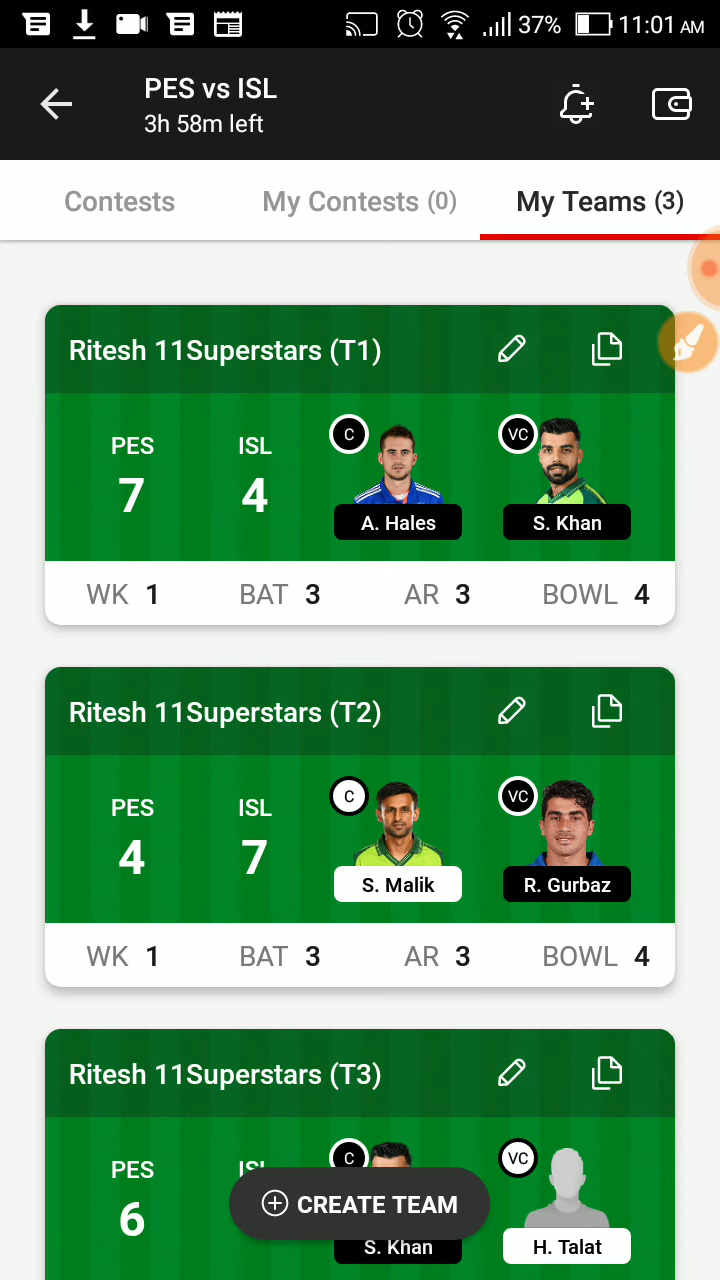 37% 11:01 AM
PES vs ISL
3h 58m left
Contests My Contests (0) My Teams (3)
Ritesh 11Superstars (T1)
PES ISL C VC
7 4
A. Hales S. Khan
WK 1 BAT 3 AR 3 BOWL 4
Ritesh 11Superstars (T2)
PES ISL C VC
4 7
S. Malik R. Gurbaz
WK 1 BAT 3 AR 3 BOWL 4
Ritesh 11Superstars (T3)
PES ISL C VC
6
CREATE TEAM
S. Khan H. Talat